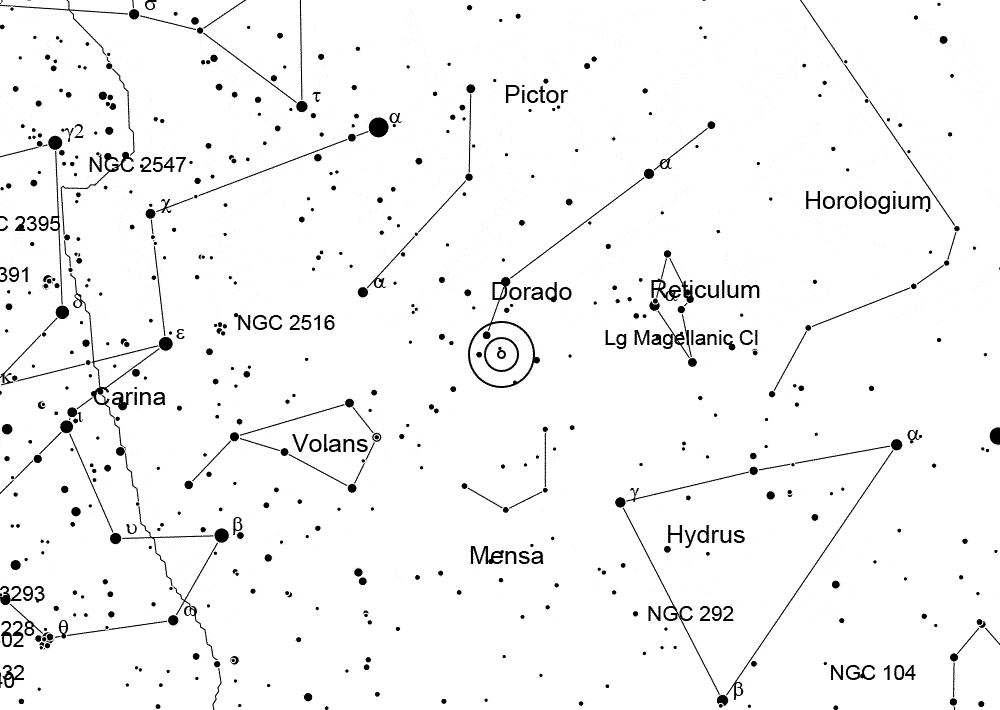 σ
τ
α
Pictor
γ2
NGC 2547
χ
α
C 2395
Horologium
391
α
Dorado
Reticulum
α
δ
NGC 2516
ε
Lg Magellanic Cl
δ
κ
Carina
ι
Volans
α
γ
υ
β
Hydrus
Mensa
3293
ω
NGC 292
228
θ
02
32
NGC 104
β